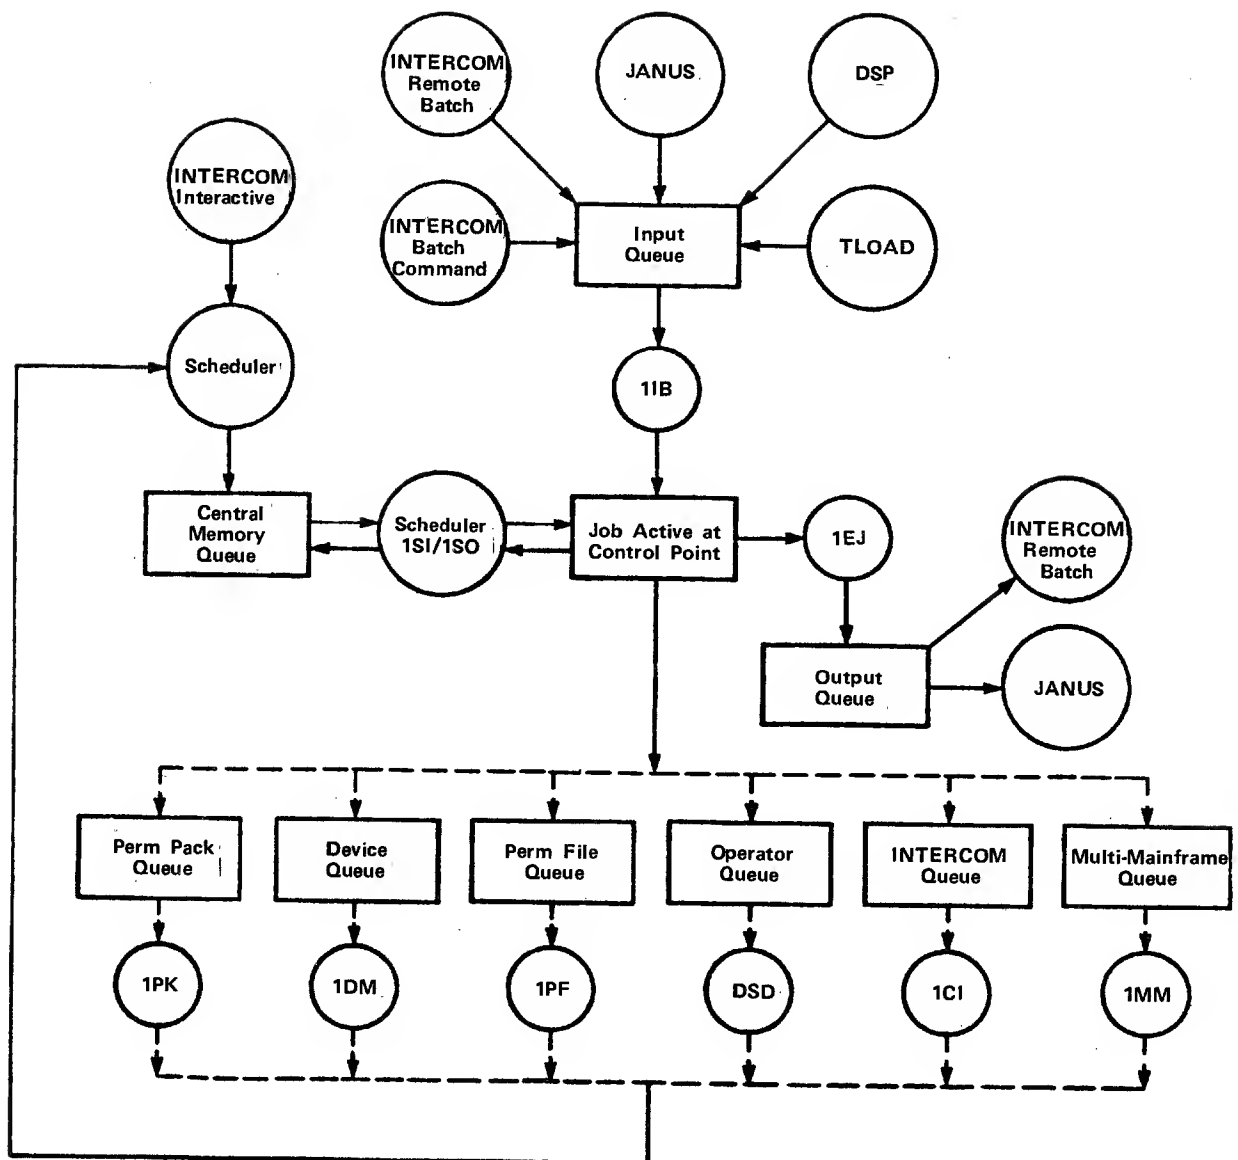 INTERCOM
Remote
Batch
JANUS
DSP
INTERCOM
Interactive
INTERCOM
Batch
Command
Input
Queue
TLOAD
Scheduler
1IB
Central
Memory
Queue
Scheduler
1SI/1SO
Job Active at
Control Point
1EJ
INTERCOM
Remote
Batch
Output
Queue
JANUS
Perm Pack
Queue
Device
Queue
Perm File
Queue
Operator
Queue
INTERCOM
Queue
Multi-Mainframe
Queue
1PK
1DM
1PF
DSD
1CI
1MM